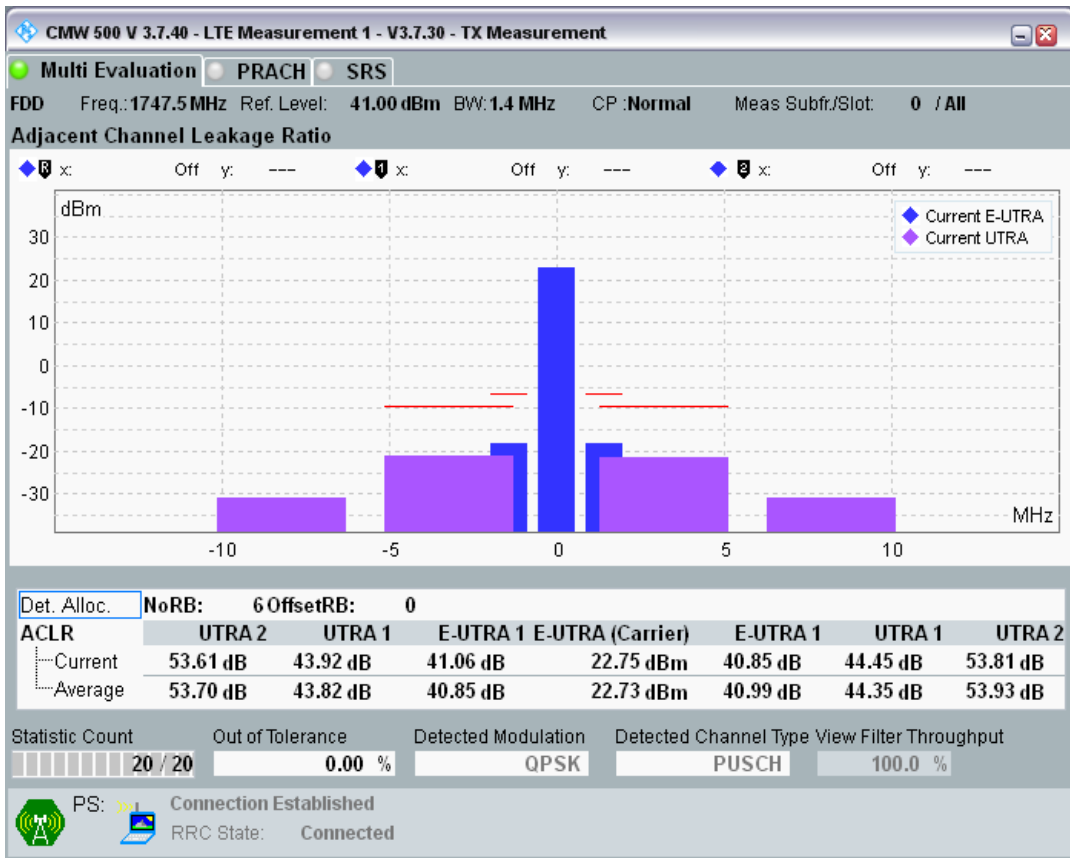 CMW 500 V 3.7.40 - LTE Measurement 1 - V3.7.30 - TX Measurement
Multi Evaluation PRACH SRS
FDD Freq.:1747.5 MHz Ref. Level: 41.00 dBm BW:1.4 MHz CP :Normal Meas Subfr./Slot: 0 / All
Adjacent Channel Leakage Ratio
R x: Off y: --- 1 x: Off y: --- 2 x: Off y: ---
dBm
Current E-UTRA
Current UTRA
30
20
10
0
-10
-20
-30
MHz
-10 -5 0 5 10
Det. Alloc. NoRB: 6 OffsetRB: 0
ACLR UTRA 2 UTRA 1 E-UTRA 1 E-UTRA (Carrier) E-UTRA 1 UTRA 1 UTRA 2
Current 53.61 dB 43.92 dB 41.06 dB 22.75 dBm 40.85 dB 44.45 dB 53.81 dB
Average 53.70 dB 43.82 dB 40.85 dB 22.73 dBm 40.99 dB 44.35 dB 53.93 dB
Statistic Count Out of Tolerance Detected Modulation Detected Channel Type View Filter Throughput
20 / 20 0.00 % QPSK PUSCH 100.0 %
PS: Connection Established
RRC State: Connected